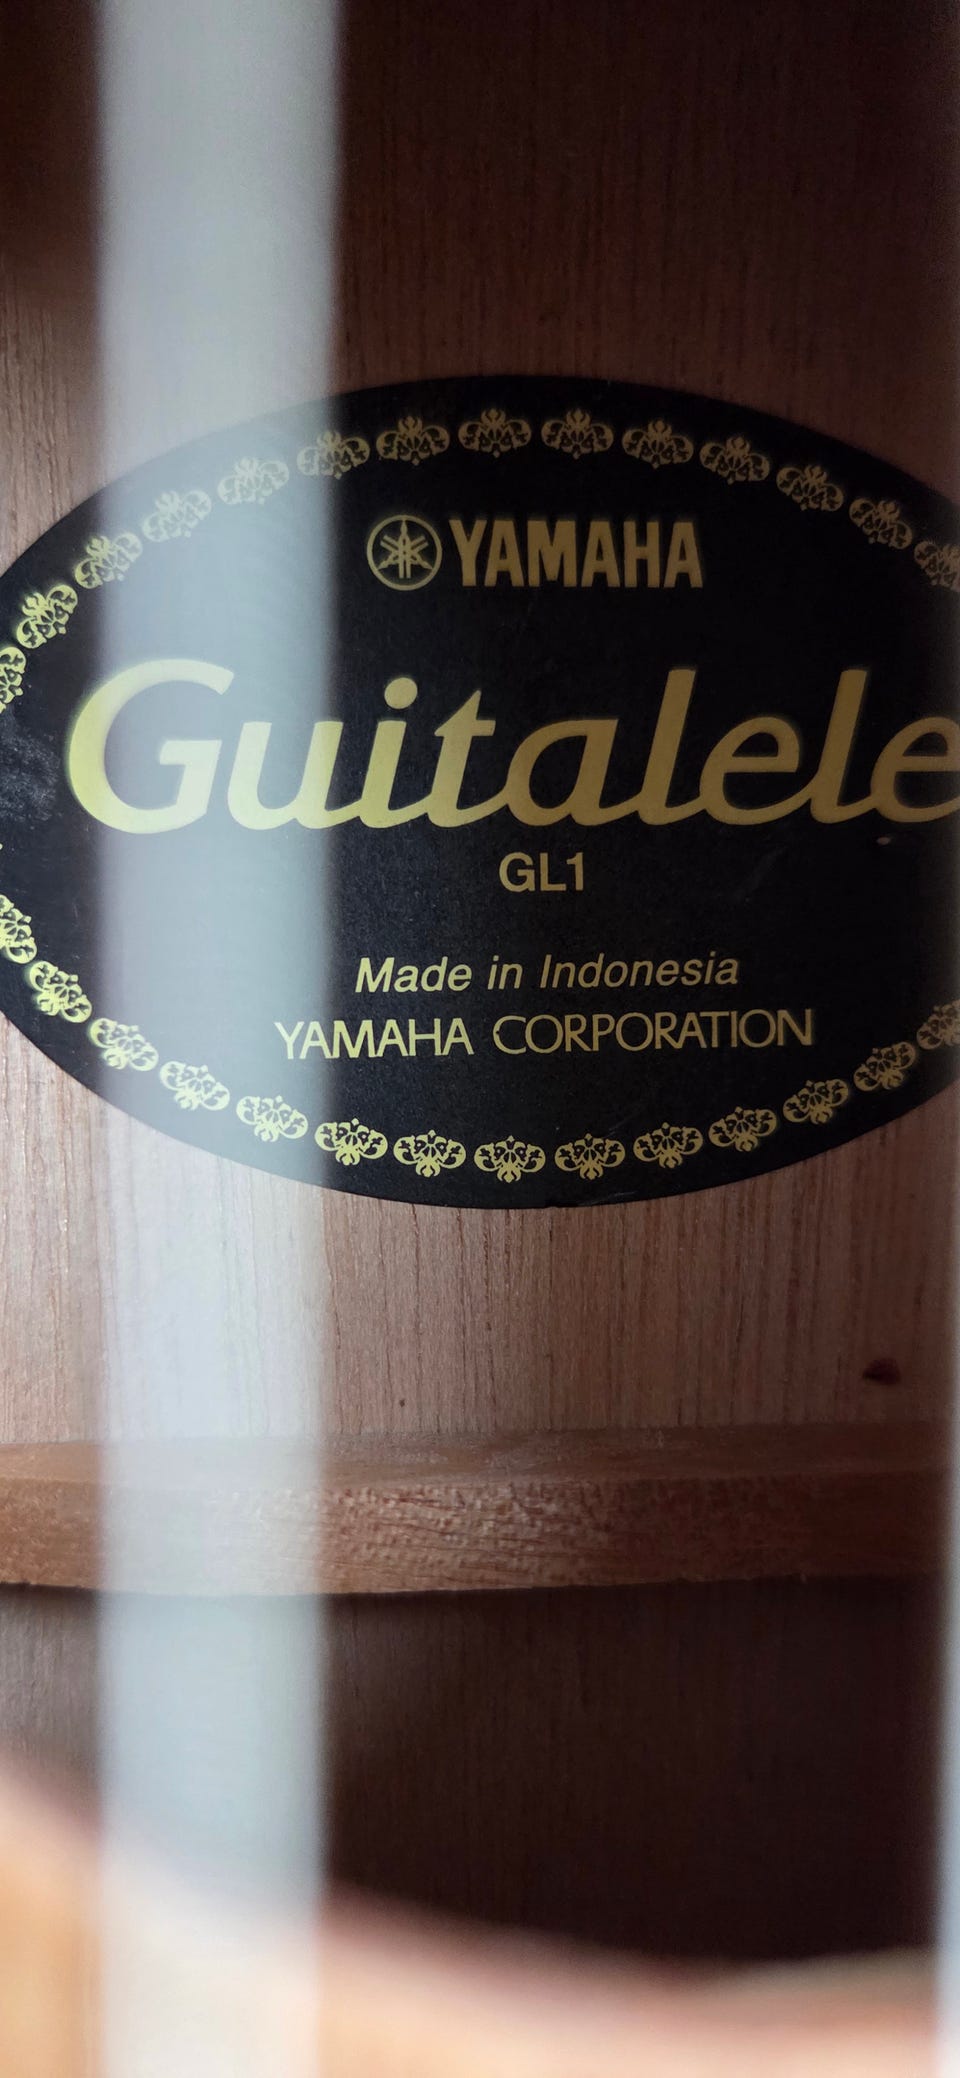 YAMAHA
Guitalele
GL1
Made in Indonesia
YAMAHA CORPORATION